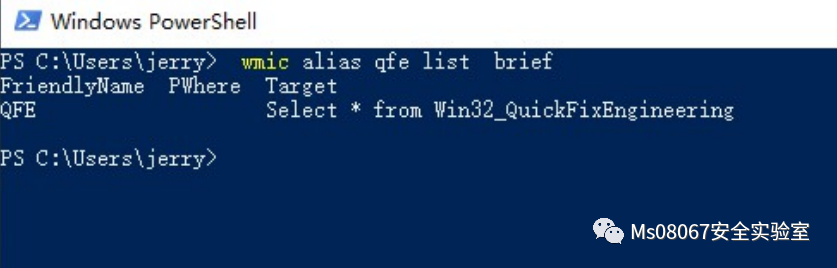 Windows PowerShell
PS C:\Users\jerry>  wmic alias qfe list  brief
FriendlyName  PWhere  Target
QFE                   Select * from Win32_QuickFixEngineering
PS C:\Users\jerry>
Ms08067安全实验室